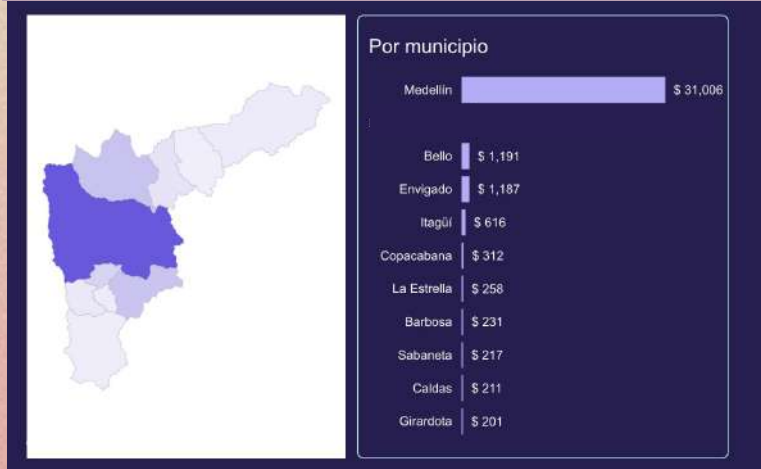 Por municipio
Medellín $ 31,006
Bello $ 1,191
Envigado $ 1,187
Itagüí $ 616
Copacabana $ 312
La Estrella $ 258
Barbosa $ 231
Sabaneta $ 217
Caldas $ 211
Girardota $ 201